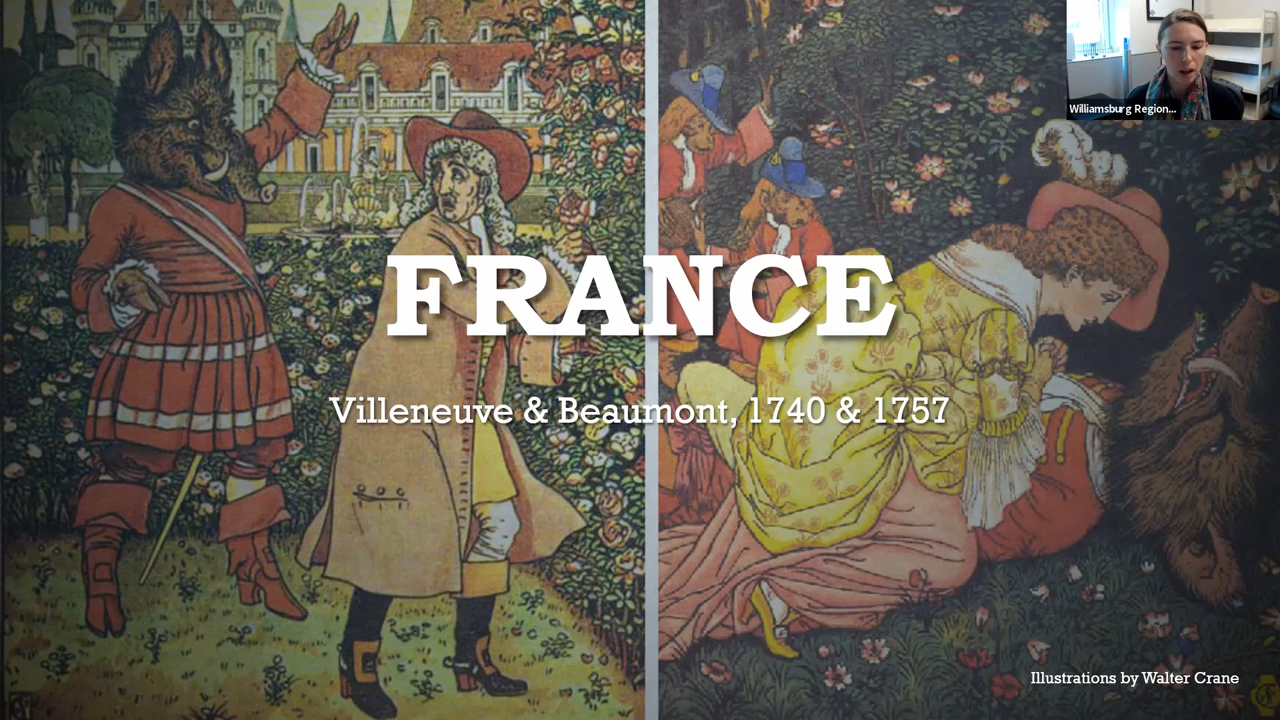 Williamsburg Region...
FRANCE
Villeneuve & Beaumont, 1740 & 1757
Illustrations by Walter Crane